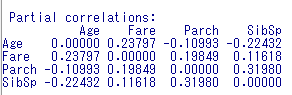 Partial correlations:
Age Fare Parch SibSp
Age 0.00000 0.23797 -0.10993 -0.22432
Fare 0.23797 0.00000 0.19849 0.11618
Parch -0.10993 0.19849 0.00000 0.31980
SibSp -0.22432 0.11618 0.31980 0.00000